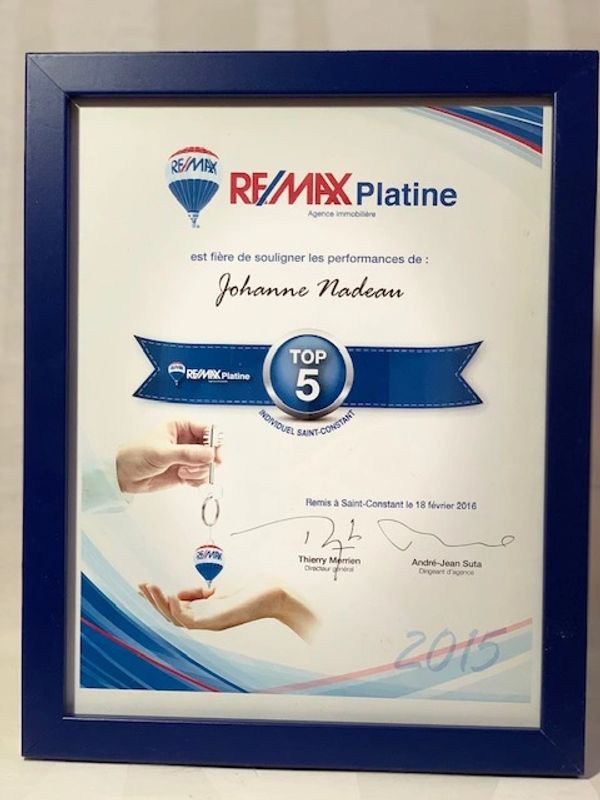 RE/MAX
RE/MAX Platine
Agence immobilière
est fière de souligner les performances de :
Johanne Nadeau
RE/MAX Platine
TOP
5
INDIVIDUEL SAINT-CONSTANT
Remis à Saint-Constant le 18 février 2016
Thierry Merrien
Directeur général
André-Jean Suta
Dirigeant d'agence
RE/MAX
2015